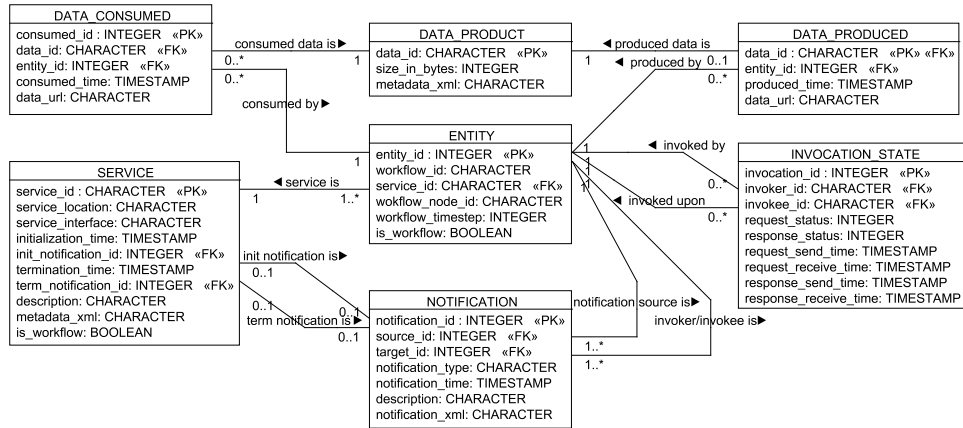 DATA_CONSUMED
consumed_id : INTEGER «PK»
data_id: CHARACTER «FK»
entity_id: INTEGER «FK»
consumed_time: TIMESTAMP
data_url: CHARACTER
consumed data is►
0..*
1
0..*
consumed by►
1
DATA_PRODUCT
data_id: CHARACTER «PK»
size_in_bytes: INTEGER
metadata_xml: CHARACTER
◄ produced data is
1
◄ produced by
0..1
0..*
DATA_PRODUCED
data_id : CHARACTER «PK» «FK»
entity_id: INTEGER «FK»
produced_time: TIMESTAMP
data_url: CHARACTER
ENTITY
entity_id : INTEGER «PK»
workflow_id: CHARACTER
service_id: CHARACTER «FK»
wokflow_node_id: CHARACTER
workflow_timestep: INTEGER
is_workflow: BOOLEAN
1
1
1
1
1
◄ invoked by
0..*
◄ invoked upon
0..*
INVOCATION_STATE
invocation_id : INTEGER «PK»
invoker_id: CHARACTER «FK»
invokee_id: CHARACTER «FK»
request_status: INTEGER
response_status: INTEGER
request_send_time: TIMESTAMP
request_receive_time: TIMESTAMP
response_send_time: TIMESTAMP
response_receive_time: TIMESTAMP
SERVICE
service_id : CHARACTER «PK»
service_location: CHARACTER
service_interface: CHARACTER
initialization_time: TIMESTAMP
init_notification_id: INTEGER «FK»
termination_time: TIMESTAMP
term_notification_id: INTEGER «FK»
description: CHARACTER
metadata_xml: CHARACTER
is_workflow: BOOLEAN
◄ service is
1
1..*
init notification is►
0..1
0..1
0..1
term notification is►
0..1
NOTIFICATION
notification_id : INTEGER «PK»
source_id: INTEGER «FK»
target_id: INTEGER «FK»
notification_type: CHARACTER
notification_time: TIMESTAMP
description: CHARACTER
notification_xml: CHARACTER
notification source is►
1..*
invoker/invokee is►
1..*